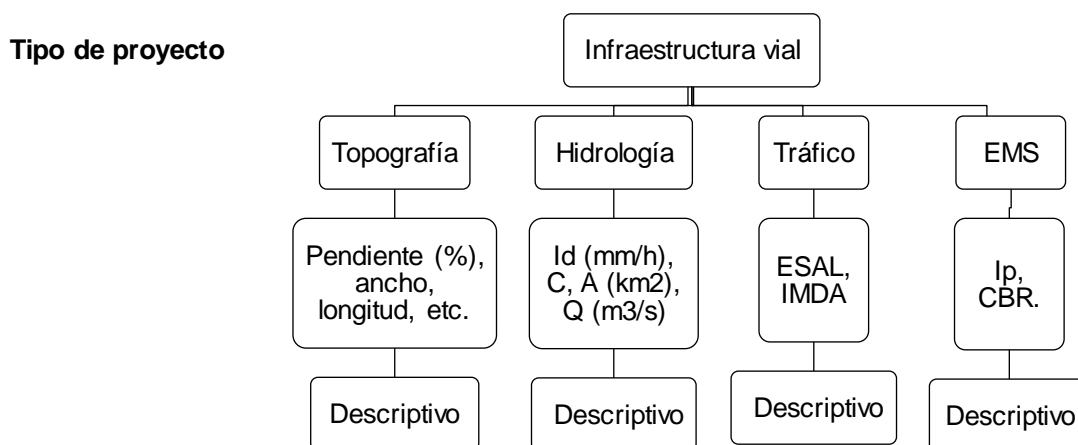 Tipo de proyecto
Infraestructura vial
Topografía
Hidrología
Tráfico
EMS
Pendiente (%),
ancho,
longitud, etc.
Id (mm/h),
C, A (km2),
Q (m3/s)
ESAL,
IMDA
Ip,
CBR.
Descriptivo
Descriptivo
Descriptivo
Descriptivo